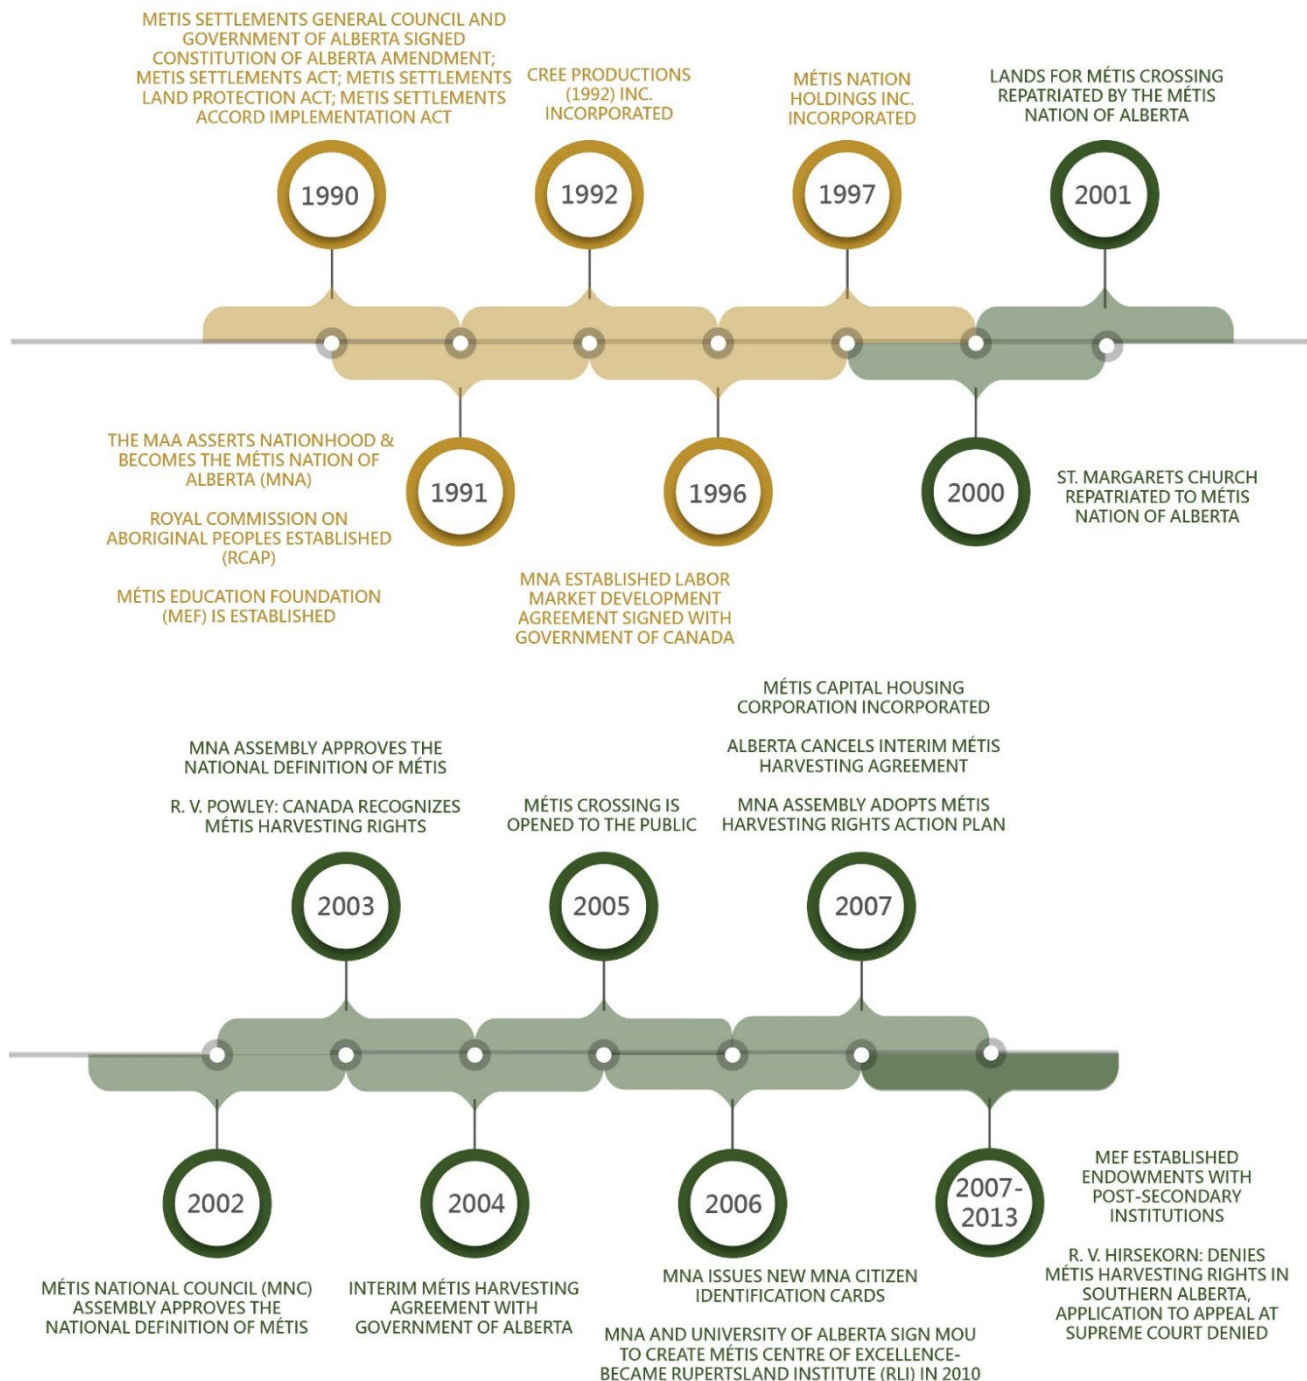 METIS SETTLEMENTS GENERAL COUNCIL AND
GOVERNMENT OF ALBERTA SIGNED
CONSTITUTION OF ALBERTA AMENDMENT;
METIS SETTLEMENTS ACT; METIS SETTLEMENTS
LAND PROTECTION ACT; METIS SETTLEMENTS
ACCORD IMPLEMENTATION ACT
1990
CREE PRODUCTIONS
(1992) INC.
INCORPORATED
1992
MÉTIS NATION
HOLDINGS INC.
INCORPORATED
1997
LANDS FOR MÉTIS CROSSING
REPATRIATED BY THE MÉTIS
NATION OF ALBERTA
2001
THE MAA ASSERTS NATIONHOOD &
BECOMES THE MÉTIS NATION OF
ALBERTA (MNA)
ROYAL COMMISSION ON
ABORIGINAL PEOPLES ESTABLISHED
(RCAP)
MÉTIS EDUCATION FOUNDATION
(MEF) IS ESTABLISHED
1991
1996
MNA ESTABLISHED LABOR
MARKET DEVELOPMENT
AGREEMENT SIGNED WITH
GOVERNMENT OF CANADA
2000
ST. MARGARETS CHURCH
REPATRIATED TO MÉTIS
NATION OF ALBERTA
MNA ASSEMBLY APPROVES THE
NATIONAL DEFINITION OF MÉTIS
R. V. POWLEY: CANADA RECOGNIZES
MÉTIS HARVESTING RIGHTS
2003
MÉTIS CROSSING IS
OPENED TO THE PUBLIC
2005
MÉTIS CAPITAL HOUSING
CORPORATION INCORPORATED
ALBERTA CANCELS INTERIM MÉTIS
HARVESTING AGREEMENT
MNA ASSEMBLY ADOPTS MÉTIS
HARVESTING RIGHTS ACTION PLAN
2007
2002
MÉTIS NATIONAL COUNCIL (MNC)
ASSEMBLY APPROVES THE
NATIONAL DEFINITION OF MÉTIS
2004
INTERIM MÉTIS HARVESTING
AGREEMENT WITH
GOVERNMENT OF ALBERTA
2006
MNA ISSUES NEW MNA CITIZEN
IDENTIFICATION CARDS
MNA AND UNIVERSITY OF ALBERTA SIGN MOU
TO CREATE MÉTIS CENTRE OF EXCELLENCE-
BECAME RUPERTSLAND INSTITUTE (RLI) IN 2010
2007-
2013
MEF ESTABLISHED
ENDOWMENTS WITH
POST-SECONDARY
INSTITUTIONS
R. V. HIRSEKORN: DENIES
MÉTIS HARVESTING RIGHTS IN
SOUTHERN ALBERTA,
APPLICATION TO APPEAL AT
SUPREME COURT DENIED